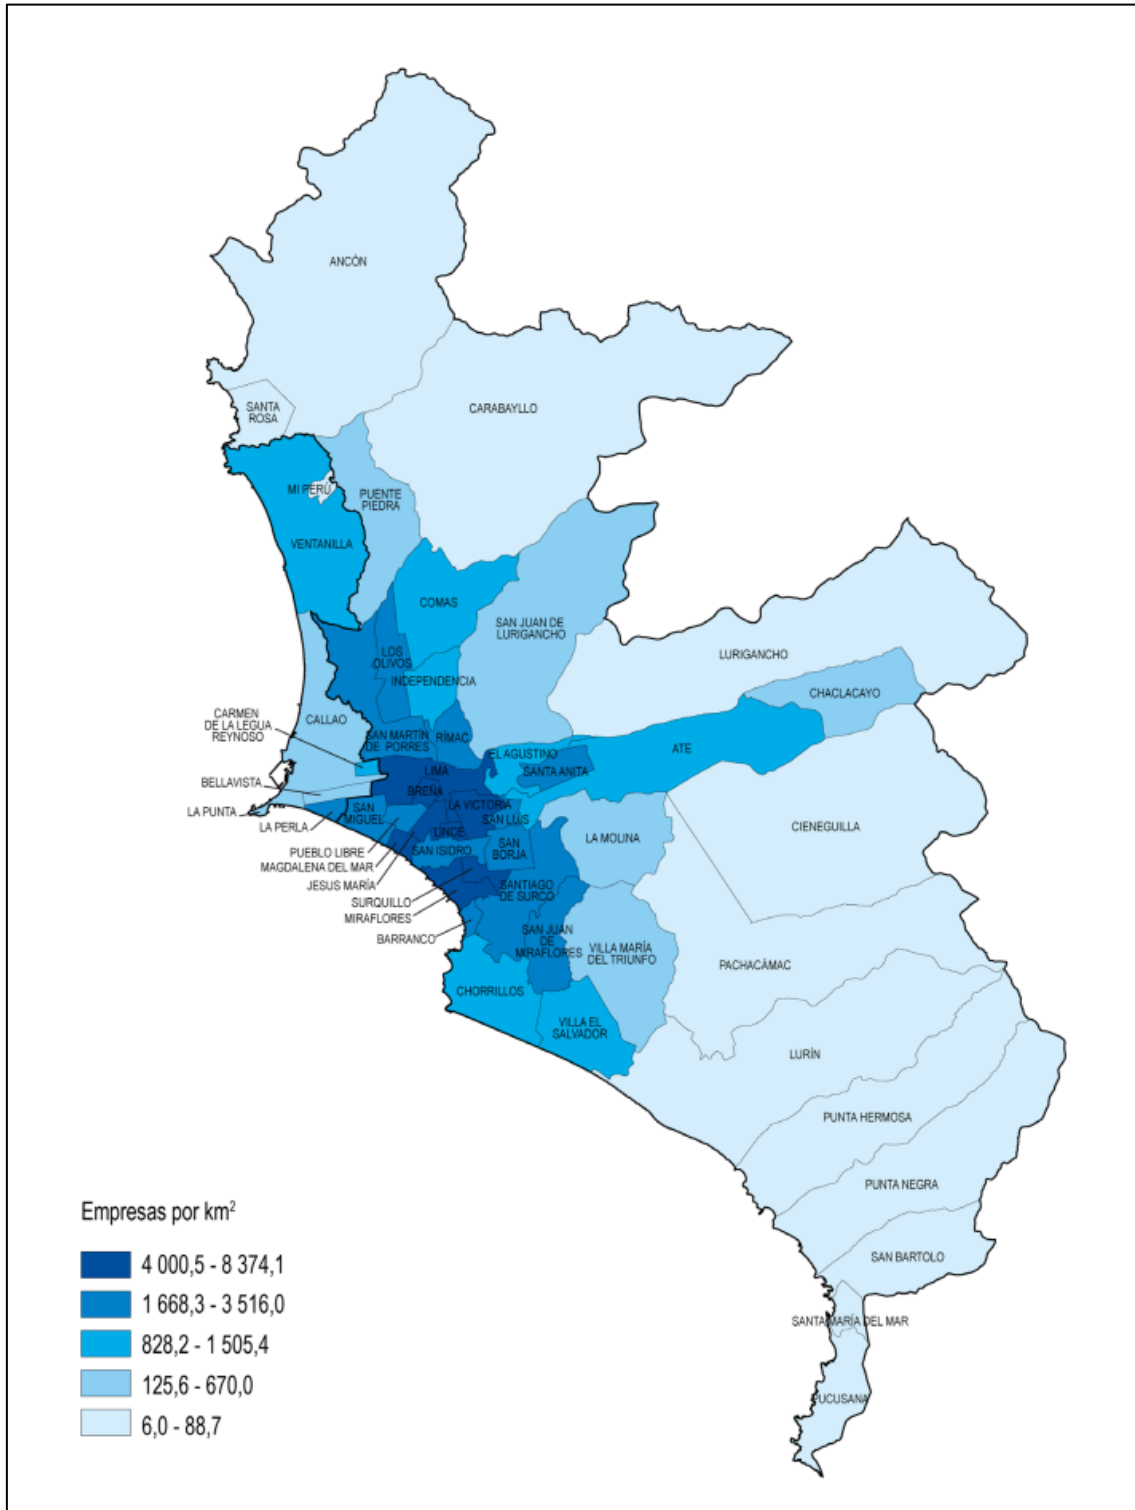 ANCÓN
SANTA
ROSA
CARABAYLLO
MI PERÚ
PUENTE
PIEDRA
VENTANILLA
COMAS
SAN JUAN DE
LURIGANCHO
LOS
OLIVOS
INDEPENDENCIA
LURIGANCHO
CHACLACAYO
CARMEN
DE LA LEGUA
REYNOSO
CALLAO
SAN MARTÍN
DE PORRES
RÍMAC
EL AGUSTINO
ATE
SANTA ANITA
LIMA
BELLAVISTA
BREÑA
LA VICTORIA
LA PUNTA
SAN
MIGUEL
SAN LUIS
LA PERLA
LINCE
CIENEGUILLA
LA MOLINA
PUEBLO LIBRE
SAN ISIDRO
SAN
BORJA
MAGDALENA DEL MAR
JESUS MARÍA
SANTIAGO
DE SURCO
SURQUILLO
MIRAFLORES
BARRANCO
SAN JUAN
DE
MIRAFLORES
VILLA MARÍA
DEL TRIUNFO
PACHACÀMAC
CHORRILLOS
VILLA EL
SALVADOR
LURÍN
PUNTA HERMOSA
PUNTA NEGRA
SAN BARTOLO
SANTA MARÍA DEL MAR
PUCUSANA
Empresas por km²
4 000,5 - 8 374,1
1 668,3 - 3 516,0
828,2 - 1 505,4
125,6 - 670,0
6,0 - 88,7